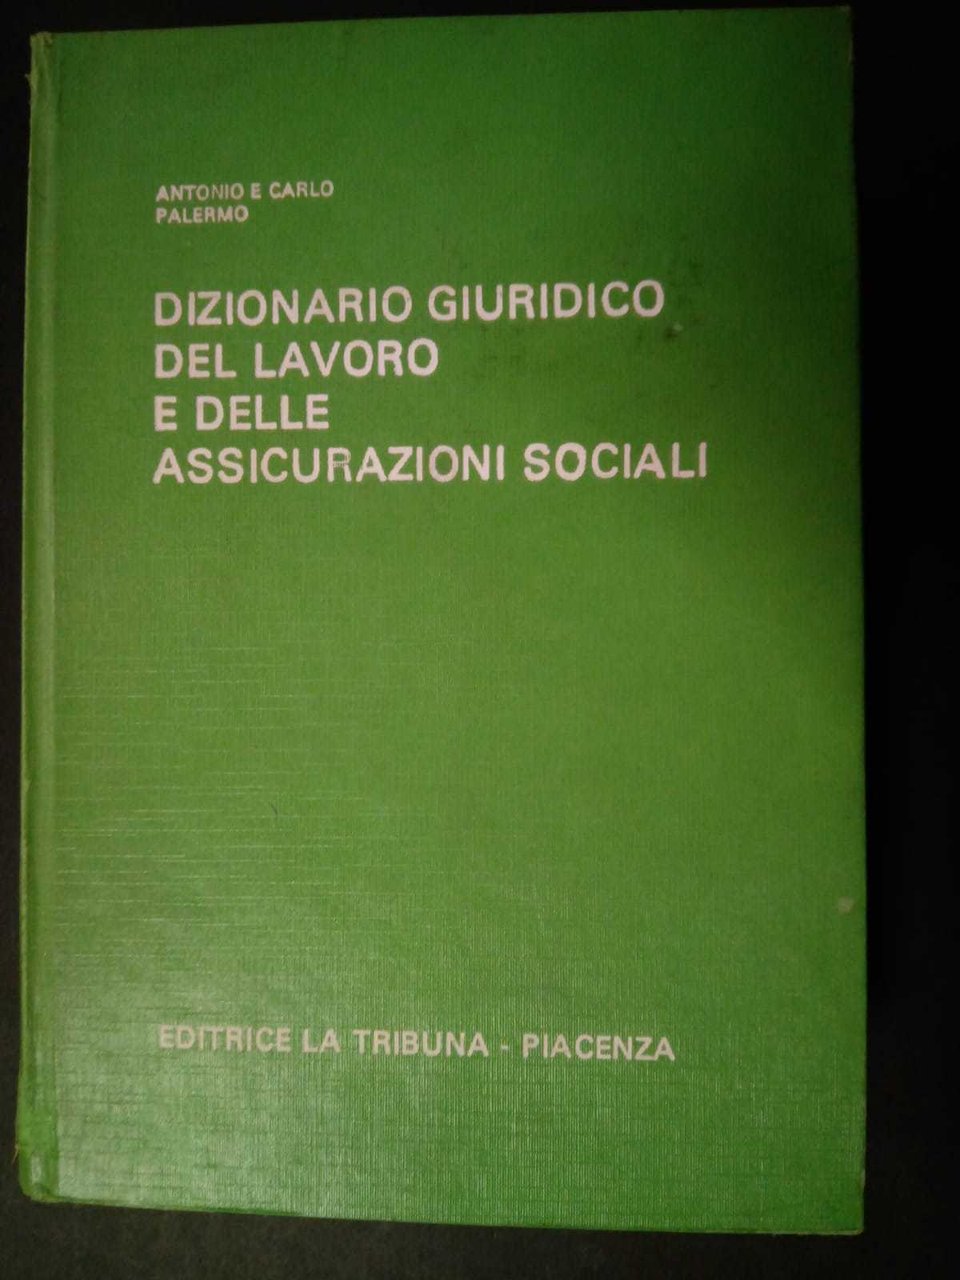 ANTONIO E CARLO
PALERMO
DIZIONARIO GIURIDICO
DEL LAVORO
E DELLE
ASSICURAZIONI SOCIALI
EDITRICE LA TRIBUNA - PIACENZA